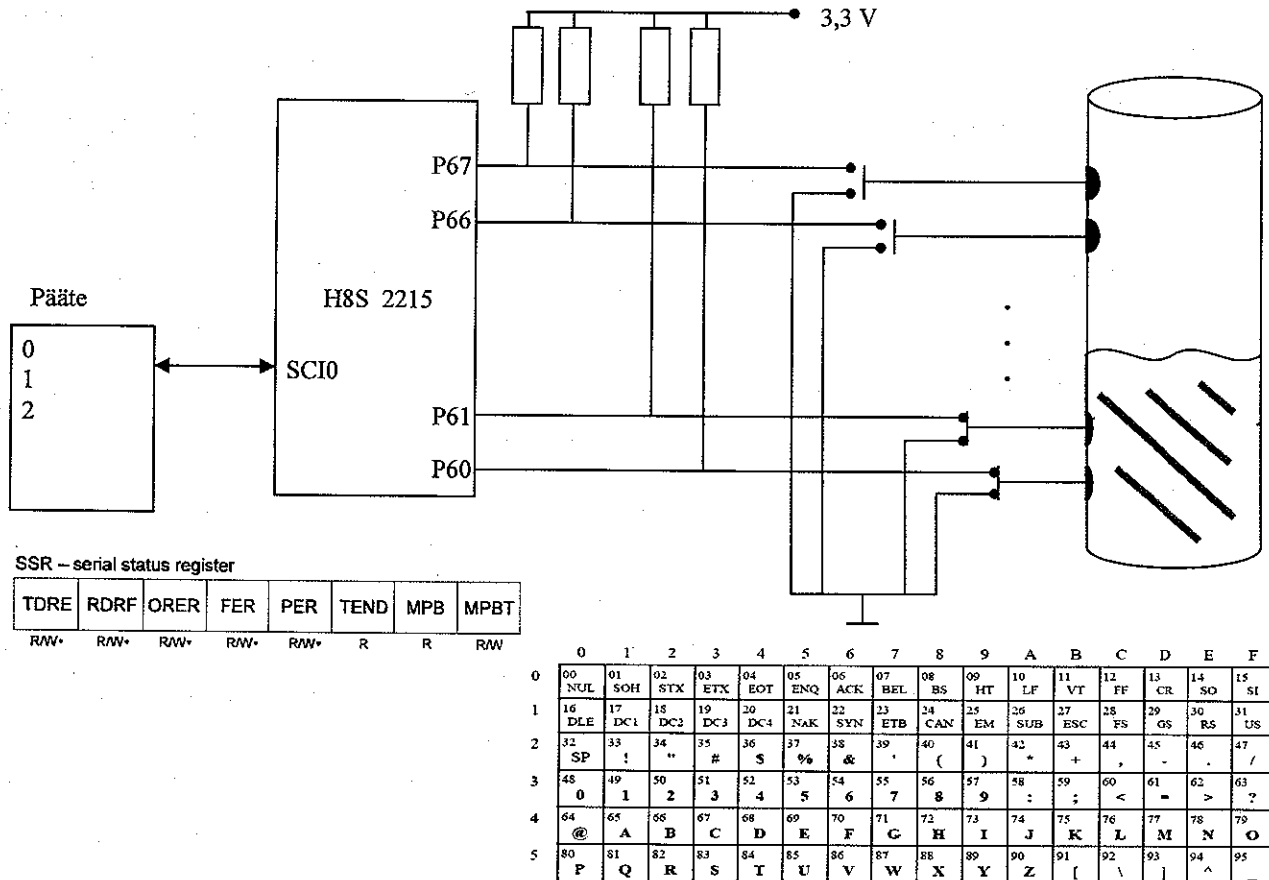 3,3 V
P67
P66
Pääte
H8S 2215
0
1
2
SCI0
P61
P60
SSR – serial status register
TDRE RDRF ORER FER PER TEND MPB MPBT
R/W* R/W* R/W* R/W* R/W* R R R/W
0 1 2 3 4 5 6 7 8 9 A B C D E F
0 00 NUL 01 SOH 02 STX 03 ETX 04 EOT 05 ENQ 06 ACK 07 BEL 08 BS 09 HT 10 LF 11 VT 12 FF 13 CR 14 SO 15 SI
1 16 DLE 17 DC1 18 DC2 19 DC3 20 DC4 21 NAK 22 SYN 23 ETB 24 CAN 25 EM 26 SUB 27 ESC 28 FS 29 GS 30 RS 31 US
2 32 SP 33 ! 34 " 35 # 36 $ 37 % 38 & 39 ' 40 ( 41 ) 42 * 43 + 44 , 45 - 46 . 47 /
3 48 0 49 1 50 2 51 3 52 4 53 5 54 6 55 7 56 8 57 9 58 : 59 ; 60 < 61 = 62 > 63 ?
4 64 @ 65 A 66 B 67 C 68 D 69 E 70 F 71 G 72 H 73 I 74 J 75 K 76 L 77 M 78 N 79 O
5 80 P 81 Q 82 R 83 S 84 T 85 U 86 V 87 W 88 X 89 Y 90 Z 91 [ 92 \ 93 ] 94 ^ 95 _